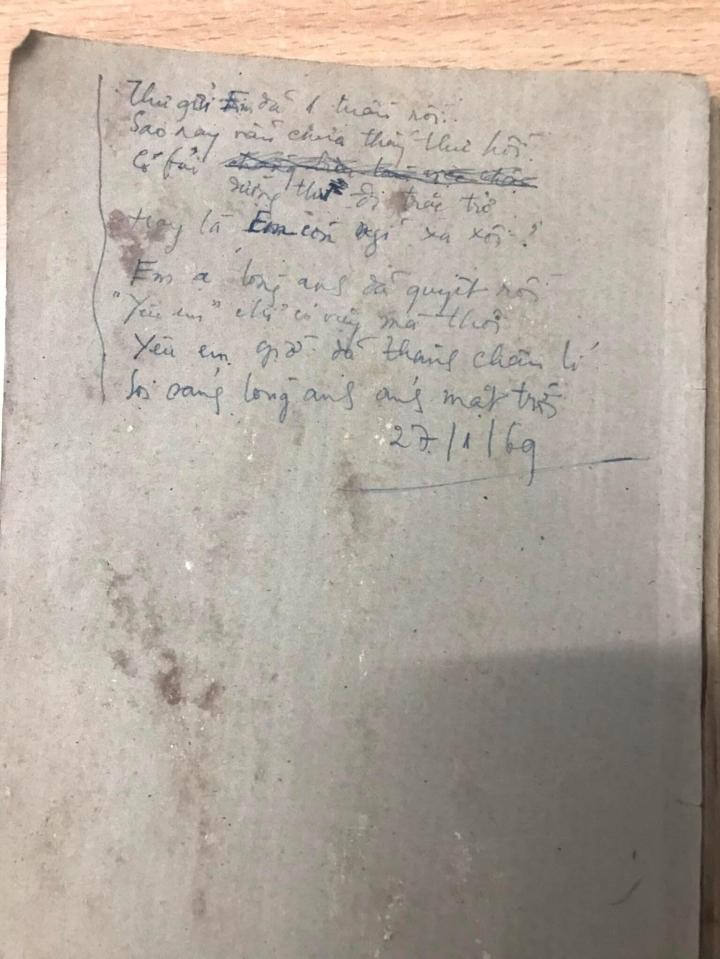 Thư gửi Em đã 1 tuần rồi..
Sao nay vẫn chưa thấy thư hồi.
Có fải
đường thư đi trắc trở
Hay là Em còn nghĩ xa xôi ?
Em ạ lòng anh đã quyết rồi
"Yêu em" chỉ có vậy mà thôi
Yêu em giờ đã thành chân lí
Soi sáng lòng anh ánh mặt trời
27/1/69